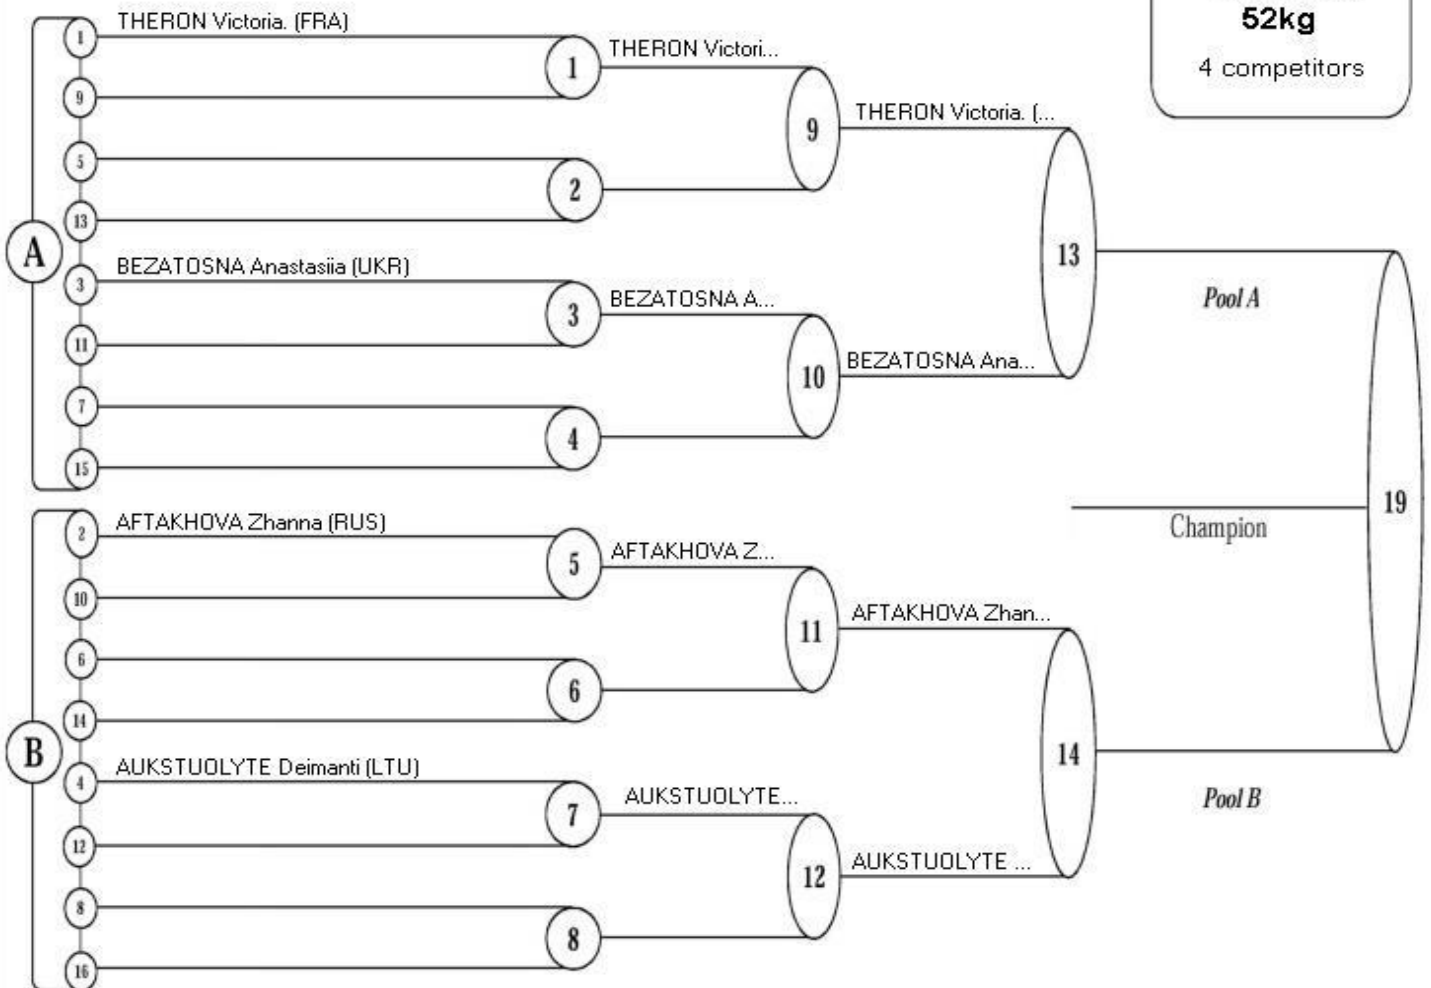 52kg
4 competitors
A
1
THERON Victoria. (FRA)
9
5
13
3
BEZATOSNA Anastasiia (UKR)
11
7
15
B
2
AFTAKHOVA Zhanna (RUS)
10
6
14
4
AUKSTUOLYTE Deimanti (LTU)
12
8
16
1
2
3
4
5
6
7
8
THERON Victori...
BEZATOSNA A...
AFTAKHOVA Z...
AUKSTUOLYTE...
9
10
11
12
THERON Victoria. (...
BEZATOSNA Ana...
AFTAKHOVA Zhan...
AUKSTUOLYTE ...
13
14
Pool A
Champion
Pool B
19